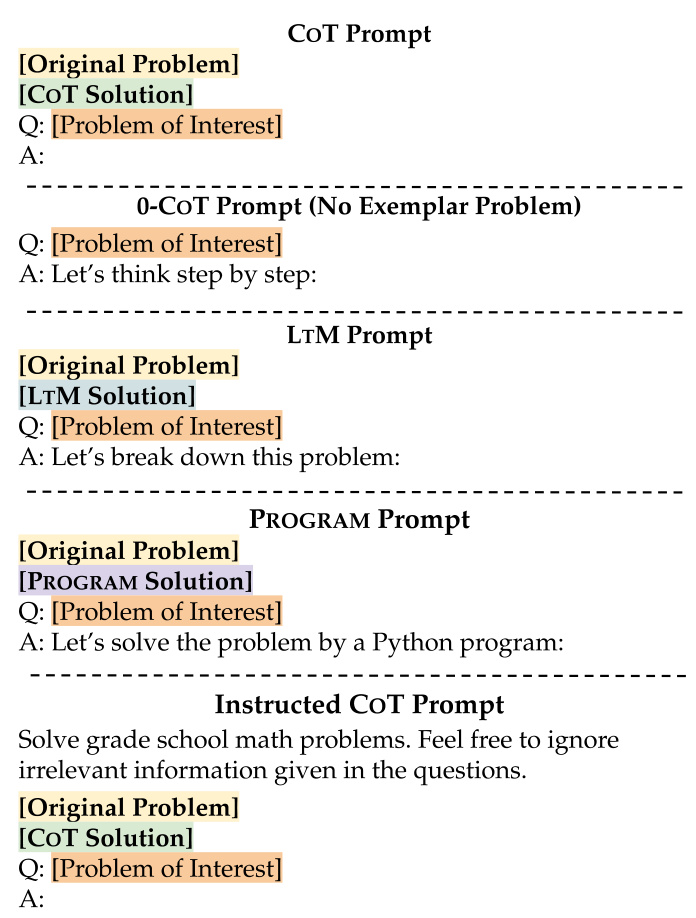 CoT Prompt
[Original Problem]
[CoT Solution]
Q: [Problem of Interest]
A:
0-CoT Prompt (No Exemplar Problem)
Q: [Problem of Interest]
A: Let's think step by step:
LtM Prompt
[Original Problem]
[LtM Solution]
Q: [Problem of Interest]
A: Let's break down this problem:
Program Prompt
[Original Problem]
[Program Solution]
Q: [Problem of Interest]
A: Let's solve the problem by a Python program:
Instructed CoT Prompt
Solve grade school math problems. Feel free to ignore
irrelevant information given in the questions.
[Original Problem]
[CoT Solution]
Q: [Problem of Interest]
A: